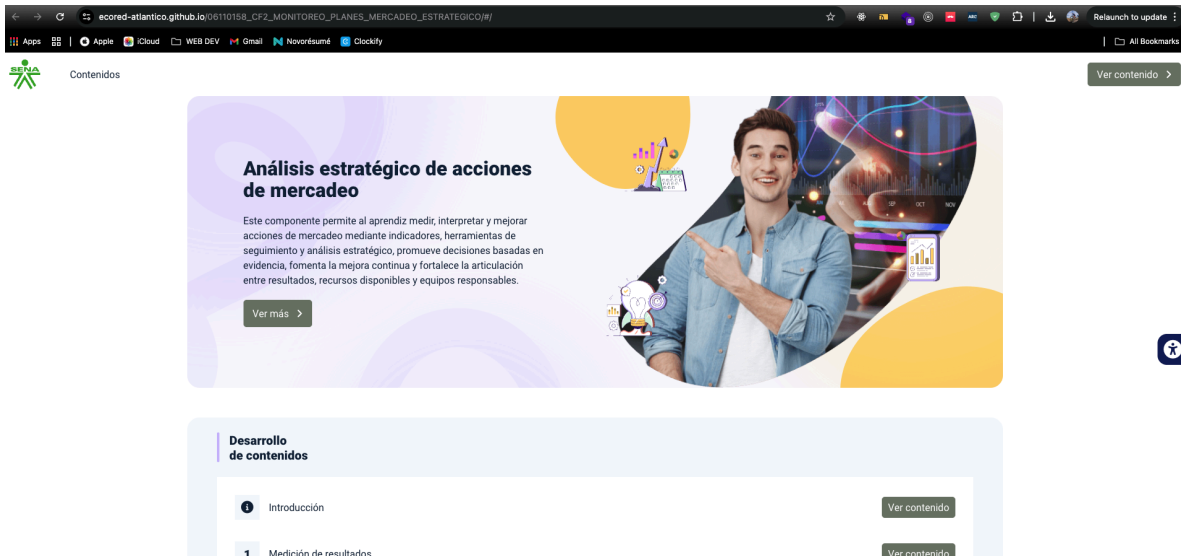 ecored-atlantico.github.io/06110158_CF2_MONITOREO_PLANES_MERCADEO_ESTRATEGICO/#/
Relaunch to update
Apps
Apple
iCloud
WEB DEV
Gmail
Novorésumé
Clockify
All Bookmarks
SENA
Contenidos
Ver contenido
Análisis estratégico de acciones
de mercadeo
Este componente permite al aprendiz medir, interpretar y mejorar
acciones de mercadeo mediante indicadores, herramientas de
seguimiento y análisis estratégico, promueve decisiones basadas en
evidencia, fomenta la mejora continua y fortalece la articulación
entre resultados, recursos disponibles y equipos responsables.
Ver más
OCT
NOV
Desarrollo
de contenidos
Introducción
Ver contenido
1
Medición de resultados
Ver contenido